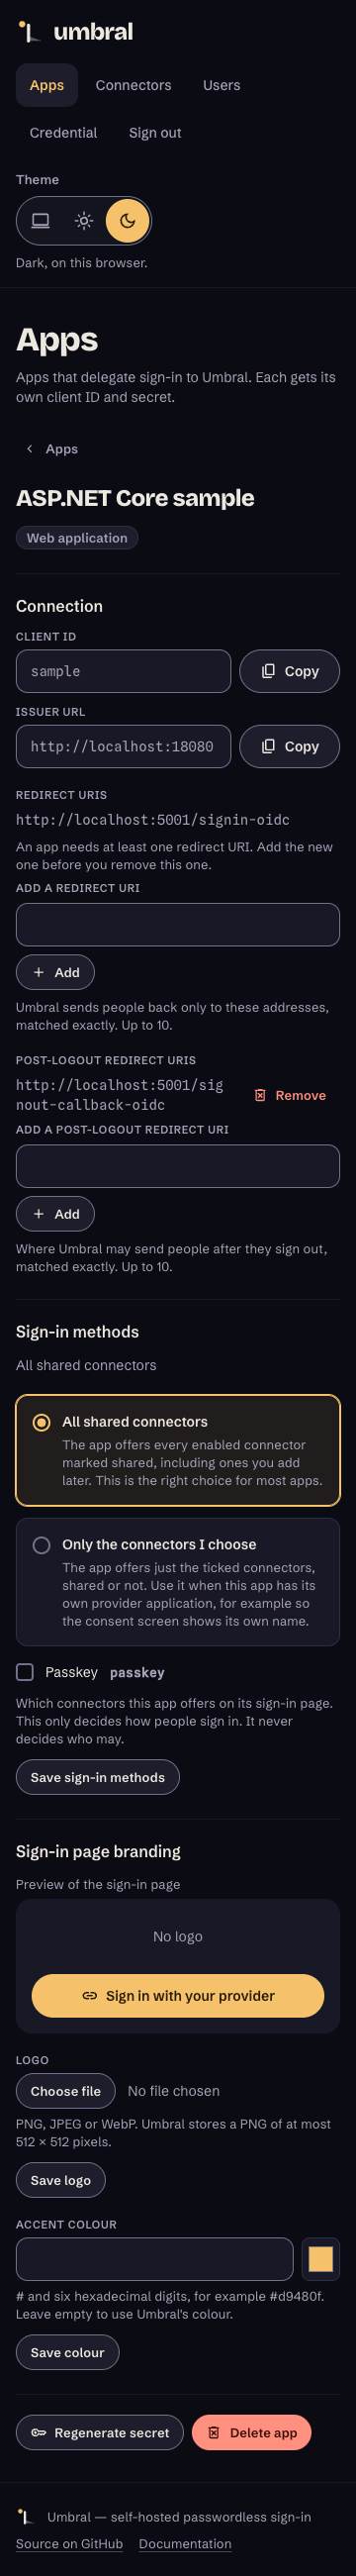 umbral
Apps Connectors Users
Credential Sign out
Theme
Dark, on this browser.
Apps
Apps that delegate sign-in to Umbral. Each gets its
own client ID and secret.
Apps
ASP.NET Core sample
Web application
Connection
CLIENT ID
sample Copy
ISSUER URL
http://localhost:18080 Copy
REDIRECT URIS
http://localhost:5001/signin-oidc
An app needs at least one redirect URI. Add the new
one before you remove this one.
ADD A REDIRECT URI
Add
Umbral sends people back only to these addresses,
matched exactly. Up to 10.
POST-LOGOUT REDIRECT URIS
http://localhost:5001/sig
nout-callback-oidc
Remove
ADD A POST-LOGOUT REDIRECT URI
Add
Where Umbral may send people after they sign out,
matched exactly. Up to 10.
Sign-in methods
All shared connectors
All shared connectors
The app offers every enabled connector
marked shared, including ones you add
later. This is the right choice for most apps.
Only the connectors I choose
The app offers just the ticked connectors,
shared or not. Use it when this app has its
own provider application, for example so
the consent screen shows its own name.
Passkey passkey
Which connectors this app offers on its sign-in page.
This only decides how people sign in. It never
decides who may.
Save sign-in methods
Sign-in page branding
Preview of the sign-in page
No logo
Sign in with your provider
LOGO
Choose file No file chosen
PNG, JPEG or WebP. Umbral stores a PNG of at most
512 × 512 pixels.
Save logo
ACCENT COLOUR
# and six hexadecimal digits, for example #d9480f.
Leave empty to use Umbral's colour.
Save colour
Regenerate secret Delete app
Umbral — self-hosted passwordless sign-in
Source on GitHub Documentation